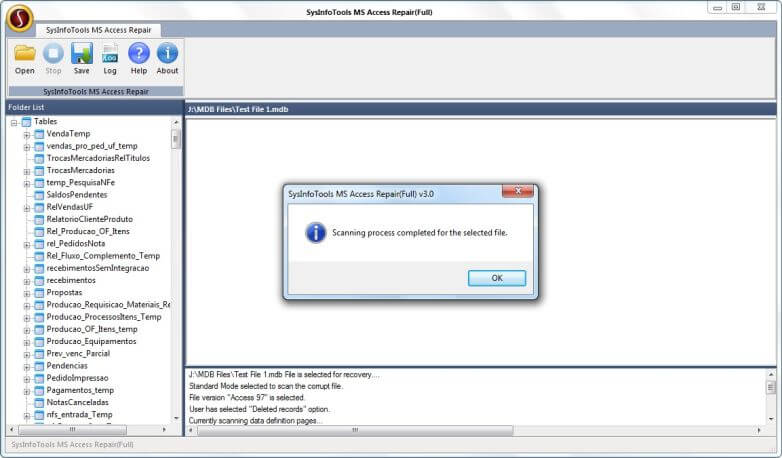 SysInfoTools MS Access Repair(Full)
SysInfoTools MS Access Repair
Open
Stop
Save
LOG
Log
Help
About
SysInfoTools MS Access Repair
Folder List
J:\MDB Files\Test File 1.mdb
Tables
VendaTemp
vendas_pro_ped_uf_temp
TrocasMercadoriasRelTitulos
TrocasMercadorias
temp_PesquisaNFe
SaldosPendentes
RelVendasUF
RelatorioClienteProduto
Rel_Producao_OF_Itens
rel_PedidosNota
Rel_Fluxo_Complemento_Temp
recebimentosSemIntegracao
recebimentos
Propostas
Producao_Requisicao_Materiais_Re
Producao_ProcessosItens_Temp
Producao_OF_Itens_temp
Producao_Equipamentos
Prev_venc_Parcial
Pendencias
PedidoImpressao
Pagamentos_temp
NotasCanceladas
nfs_entrada_Temp
SysInfoTools MS Access Repair(Full) v3.0
Scanning process completed for the selected file.
OK
J:\MDB Files\Test File 1.mdb File is selected for recovery....
Standard Mode selected to scan the corrupt file.
File version "Access 97" is selected.
User has selected "Deleted records" option.
Currently scanning data definition pages...
SysInfoTools MS Access Repair(Full)